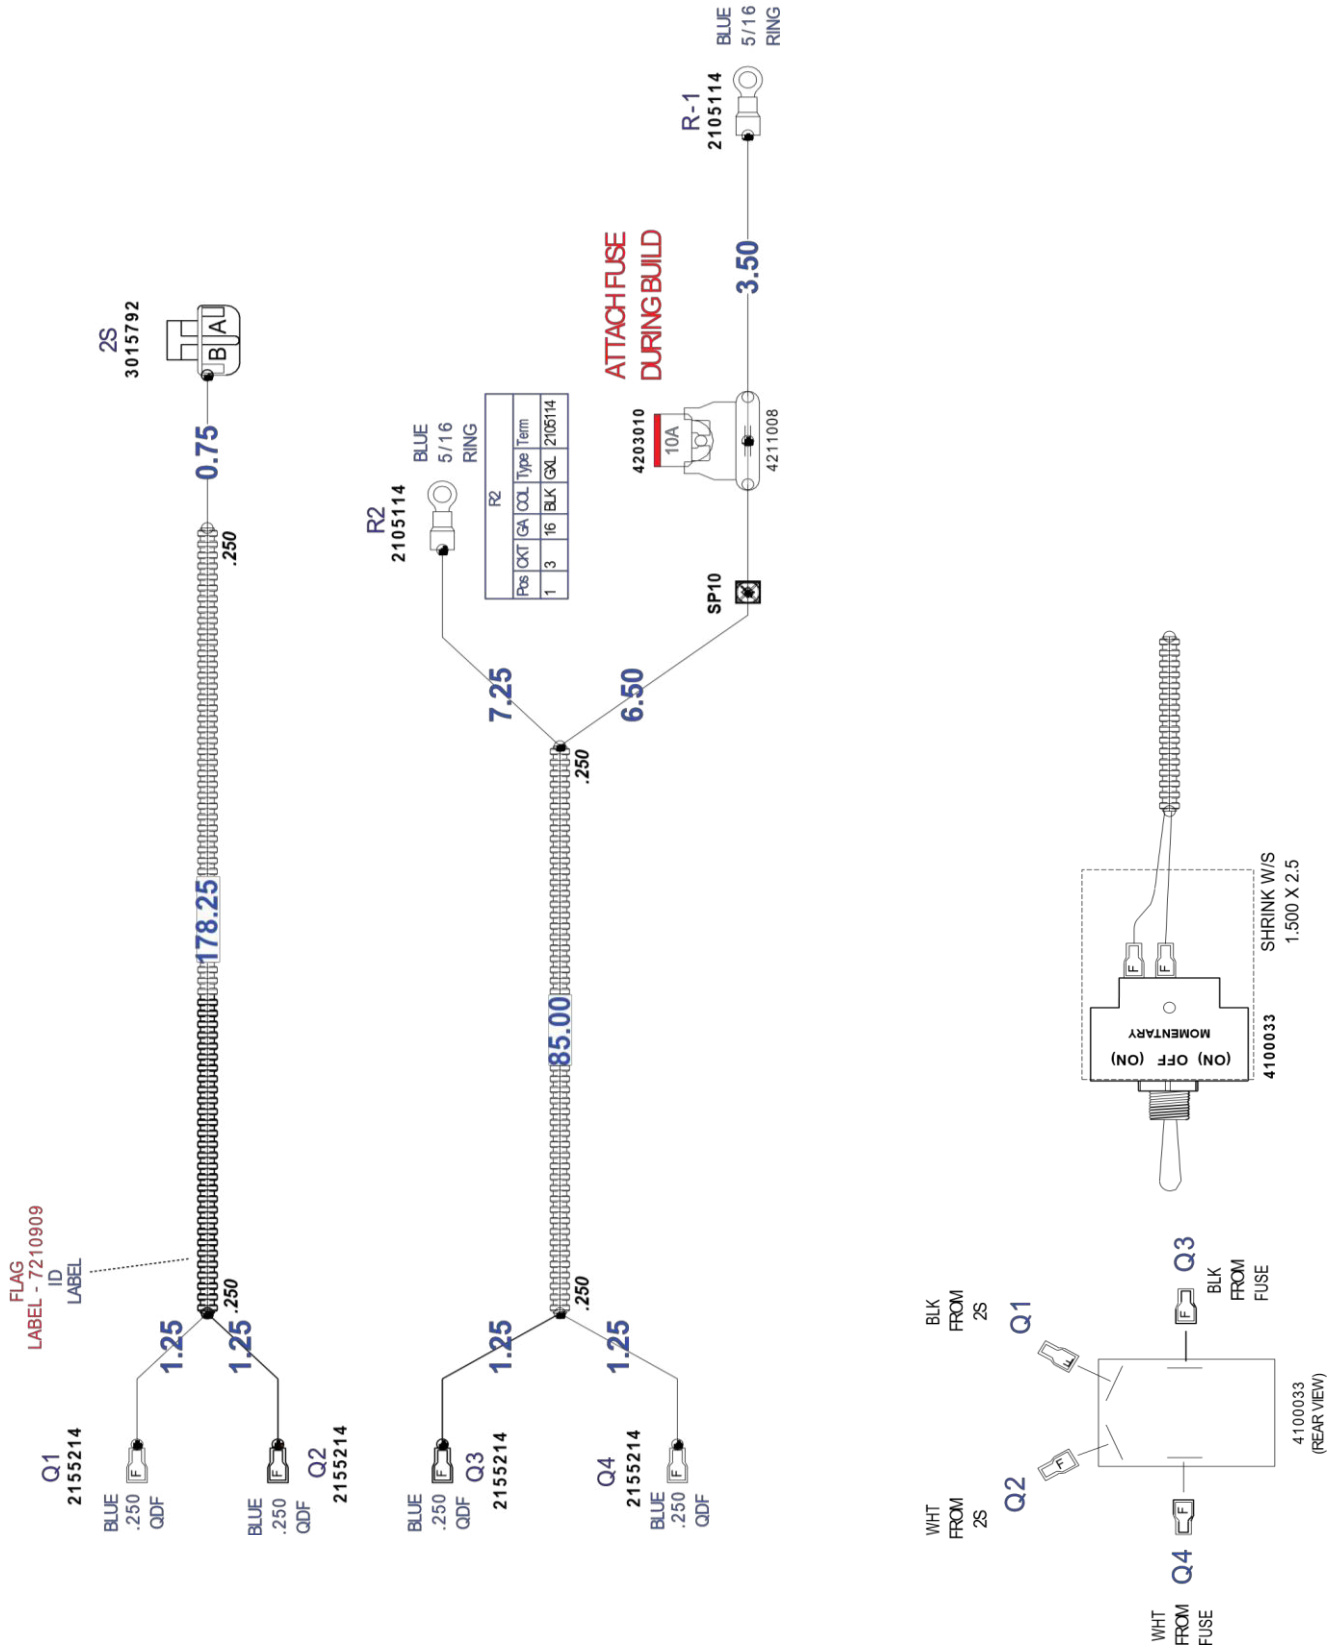 FLAG
LABEL - 7210909
ID
LABEL
Q1
2155214
BLUE
.250
QDF
1.25
1.25
.250
Q2
2155214
BLUE
.250
QDF
178.25
.250
0.75
2S
3015792
B A
Q3
2155214
BLUE
.250
QDF
1.25
Q4
2155214
BLUE
.250
QDF
1.25
.250
85.00
.250
7.25
R2
2105114
BLUE
5/16
RING
R2
Pos CKT GA COL Type Term
1 3 16 BLK GXL 2105114
6.50
SP10
ATTACH FUSE
DURING BUILD
4203010
10A
4211008
3.50
R-1
2105114
BLUE
5/16
RING
WHT
FROM
FUSE
Q4
WHT
FROM
2S
Q2
BLK
FROM
2S
Q1
BLK
FROM
FUSE
Q3
4100033
(REAR VIEW)
(ON) OFF (ON)
MOMENTARY
4100033
SHRINK W/S
1.500 X 2.5
F
F
F
F
F
F
F
F
F
F